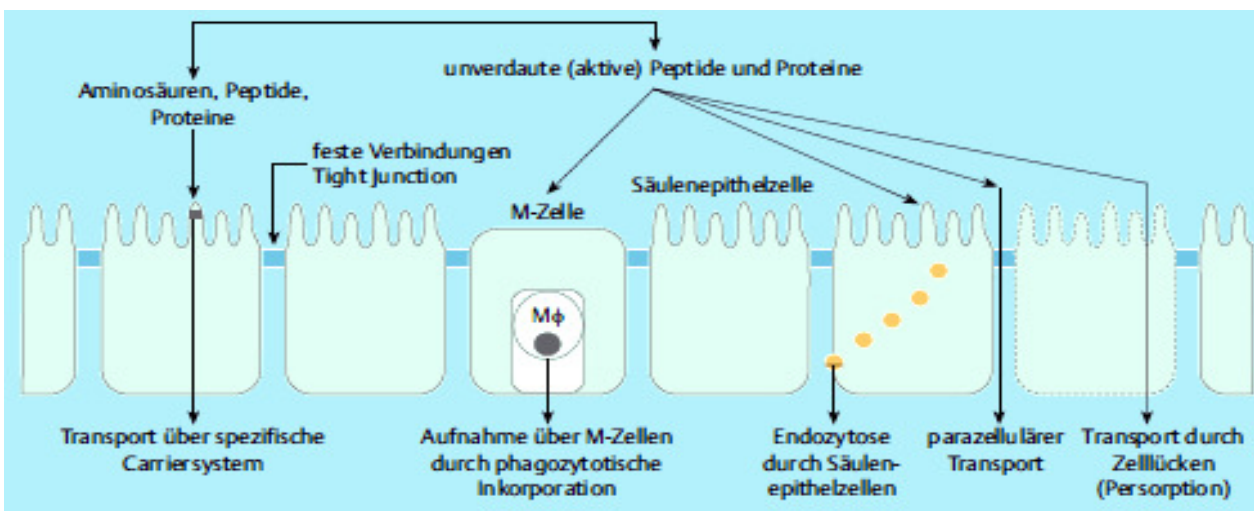 unverdaute (aktive) Peptide und Proteine
Aminosäuren, Peptide,
Proteine
feste Verbindungen
Tight Junction
Säulenepithelzelle
M-Zelle
Mϕ
Transport über spezifische
Carriersystem
Aufnahme über M-Zellen
durch phagozytotische
Inkorporation
Endozytose
durch Säulen-
epithelzellen
parazellulärer
Transport
Transport durch
Zelllücken
(Persorption)